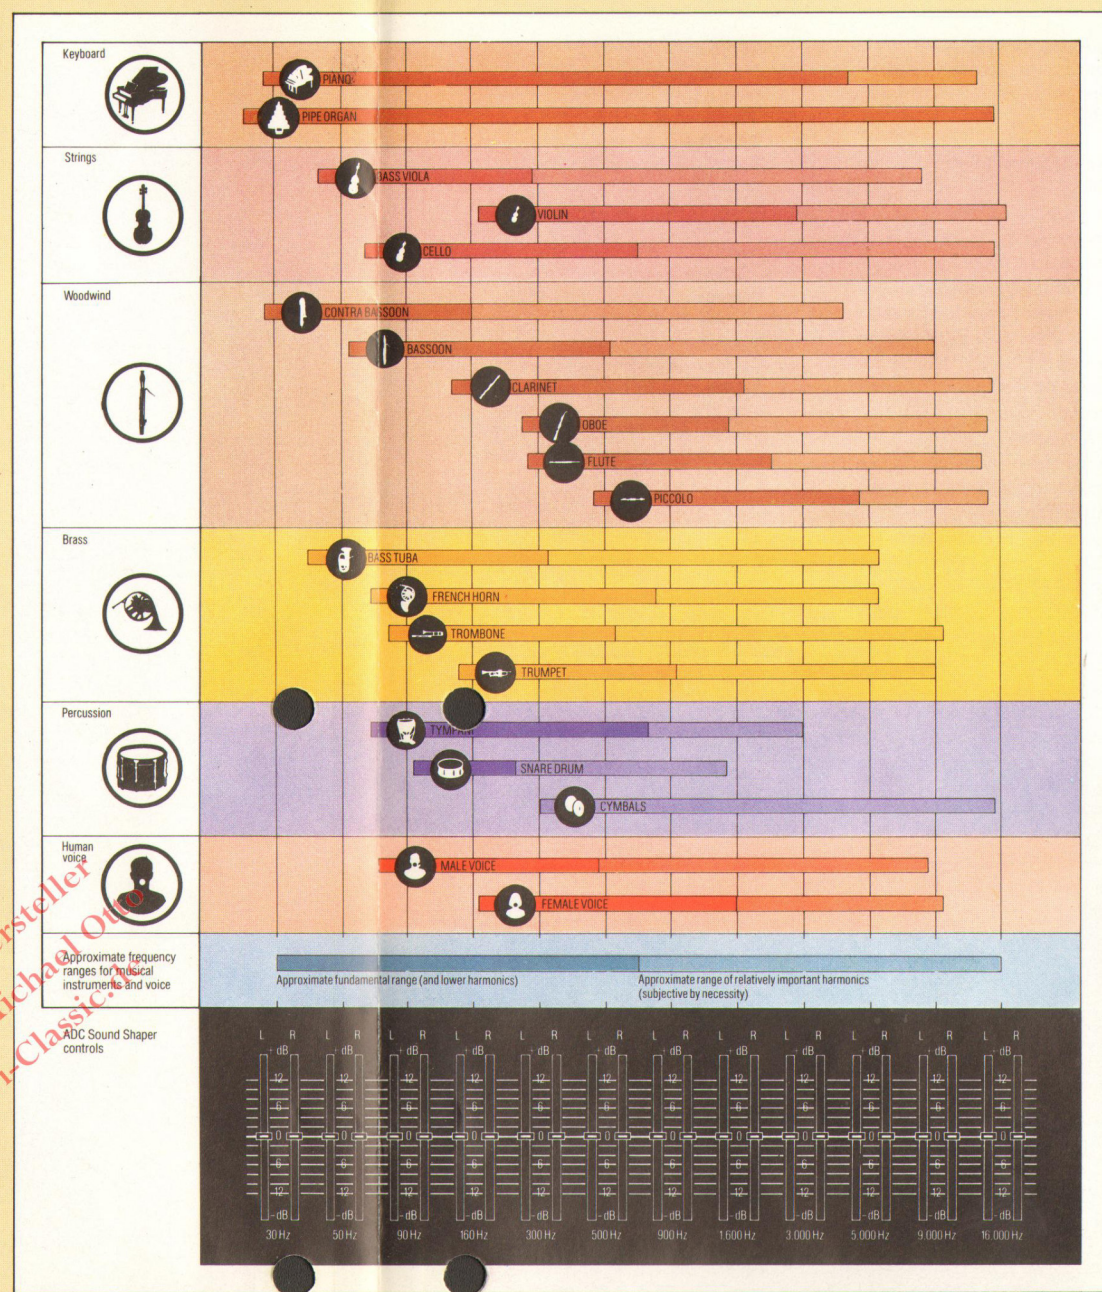 Keyboard
PIANO
PIPE ORGAN
Strings
BASS VIOLA
VIOLIN
CELLO
Woodwind
CONTRA BASSOON
BASSOON
CLARINET
OBOE
FLUTE
PICCOLO
Brass
BASS TUBA
FRENCH HORN
TROMBONE
TRUMPET
Percussion
TYMPANI
SNARE DRUM
CYMBALS
Human
voice
MALE VOICE
FEMALE VOICE
Approximate frequency
ranges for musical
instruments and voice
Approximate fundamental range (and lower harmonics)
Approximate range of relatively important harmonics
(subjective by necessity)
ADC Sound Shaper
controls
L R L R L R L R L R L R L R L R L R L R L R L R
+ dB + dB + dB + dB + dB + dB + dB + dB + dB + dB + dB + dB
12 12 12 12 12 12 12 12 12 12 12 12
6 6 6 6 6 6 6 6 6 6 6 6
0 0 0 0 0 0 0 0 0 0 0 0
6 6 6 6 6 6 6 6 6 6 6 6
12 12 12 12 12 12 12 12 12 12 12 12
- dB - dB - dB - dB - dB - dB - dB - dB - dB - dB - dB - dB
30 Hz 50 Hz 90 Hz 160 Hz 300 Hz 500 Hz 900 Hz 1.600 Hz 3.000 Hz 5.000 Hz 9.000 Hz 16.000 Hz